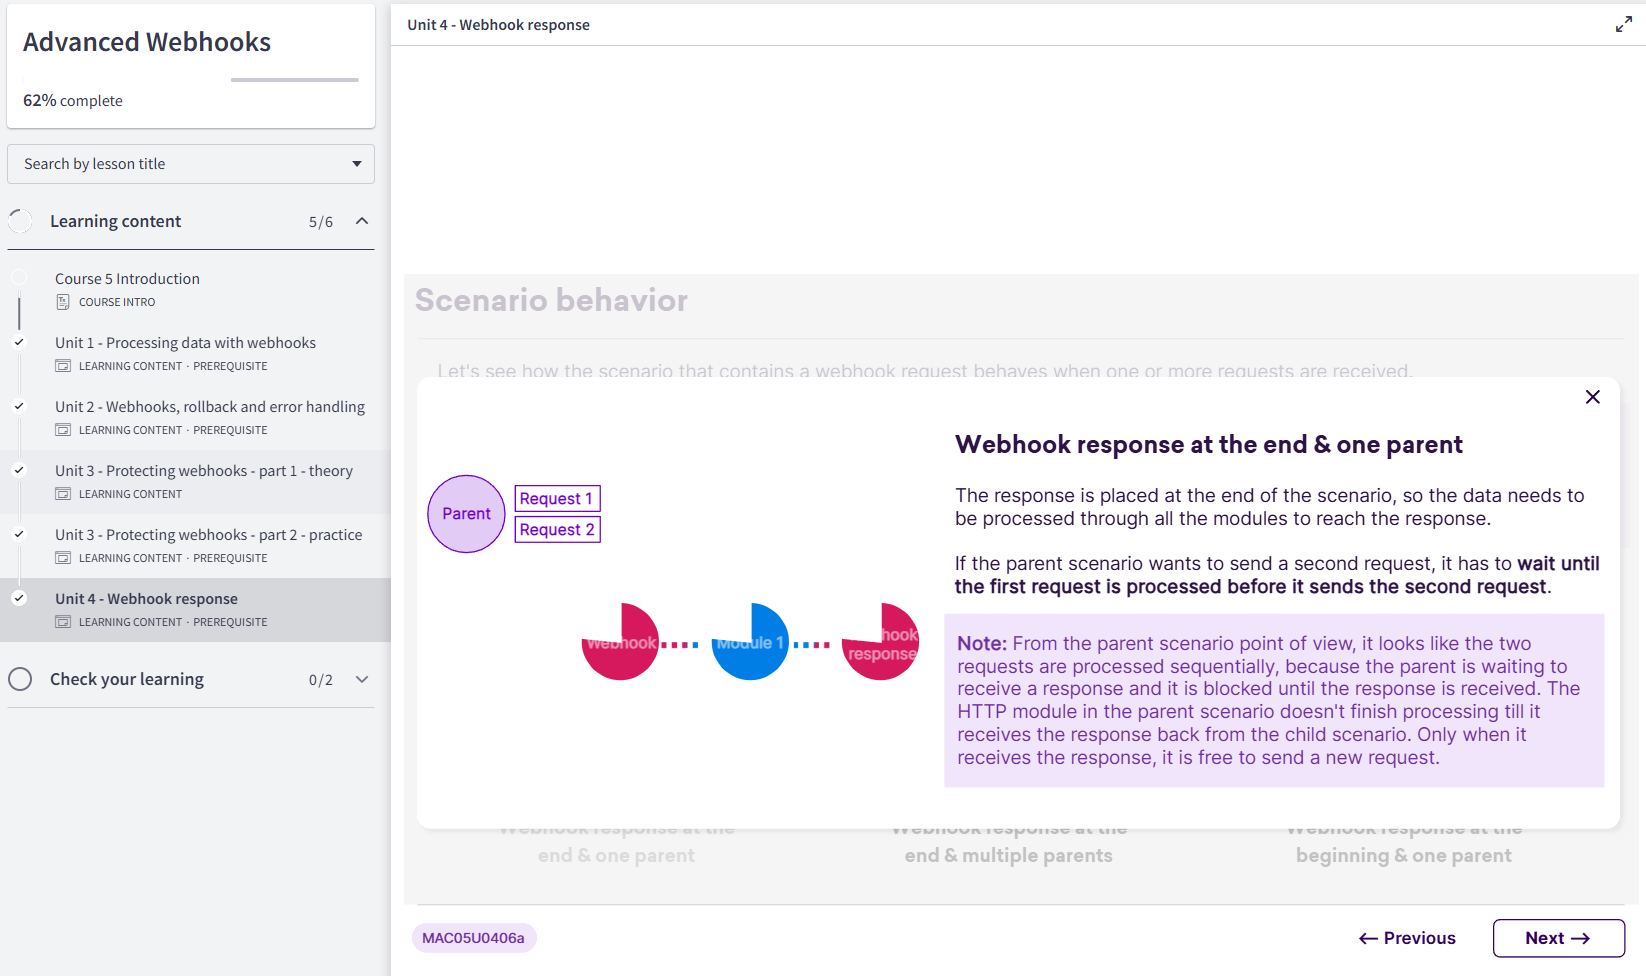 Advanced Webhooks
62% complete
Search by lesson title
Learning content 5/6
Course 5 Introduction
COURSE INTRO
Unit 1 - Processing data with webhooks
LEARNING CONTENT · PREREQUISITE
Unit 2 - Webhooks, rollback and error handling
LEARNING CONTENT · PREREQUISITE
Unit 3 - Protecting webhooks - part 1 - theory
LEARNING CONTENT
Unit 3 - Protecting webhooks - part 2 - practice
LEARNING CONTENT · PREREQUISITE
Unit 4 - Webhook response
LEARNING CONTENT · PREREQUISITE
Check your learning 0/2
Unit 4 - Webhook response
Scenario behavior
Let's see how the scenario that contains a webhook request behaves when one or more requests are received.
Parent
Request 1
Request 2
Webhook
Module 1
hook
response
Webhook response at the end & one parent
The response is placed at the end of the scenario, so the data needs to
be processed through all the modules to reach the response.
If the parent scenario wants to send a second request, it has to wait until
the first request is processed before it sends the second request.
Note: From the parent scenario point of view, it looks like the two
requests are processed sequentially, because the parent is waiting to
receive a response and it is blocked until the response is received. The
HTTP module in the parent scenario doesn't finish processing till it
receives the response back from the child scenario. Only when it
receives the response, it is free to send a new request.
Webhook response at the
end & one parent
Webhook response at the
end & multiple parents
Webhook response at the
beginning & one parent
MAC05U0406a
← Previous
Next →